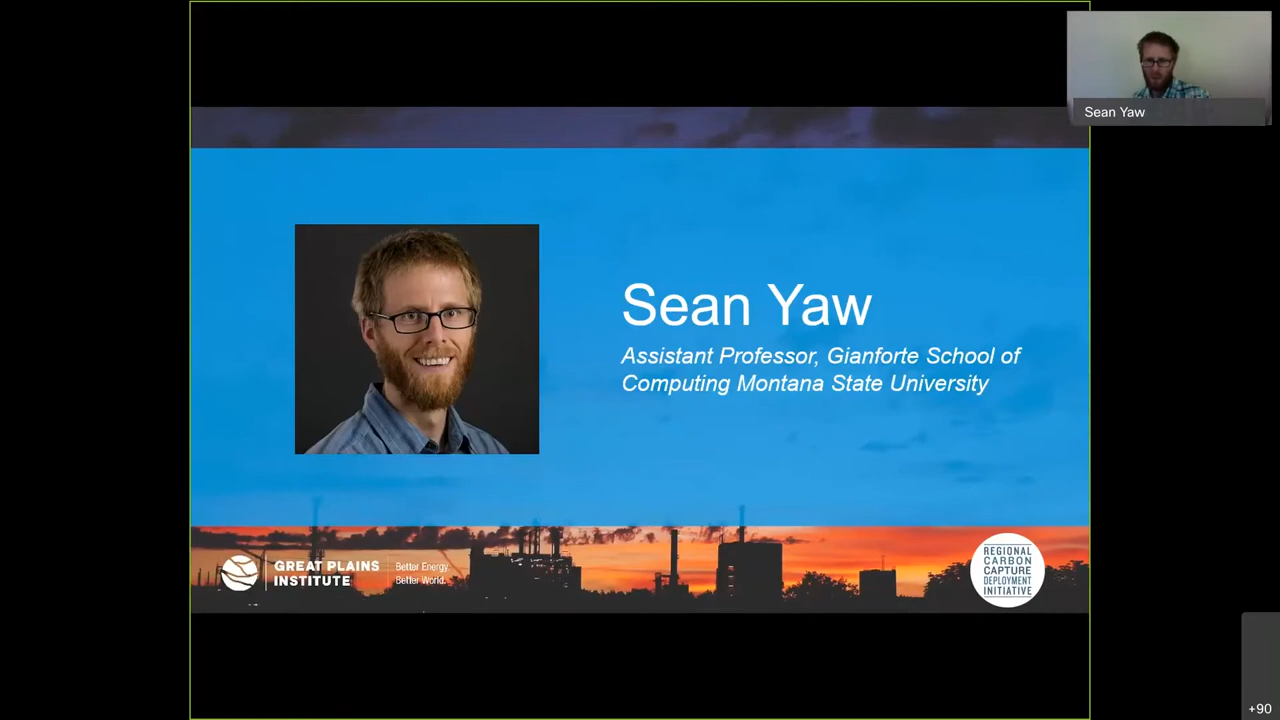 Sean Yaw
Sean Yaw
Assistant Professor, Gianforte School of
Computing Montana State University
GREAT PLAINS
INSTITUTE
Better Energy.
Better World.
REGIONAL
CARBON
CAPTURE
DEPLOYMENT
INITIATIVE
+90